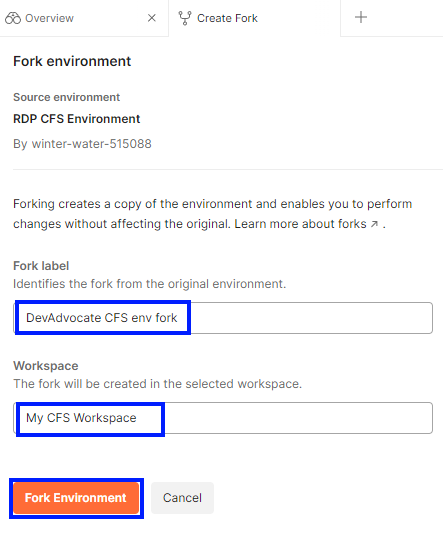 Overview
Create Fork
Fork environment
Source environment
RDP CFS Environment
By winter-water-515088
Forking creates a copy of the environment and enables you to perform
changes without affecting the original. Learn more about forks ↗ .
Fork label
Identifies the fork from the original environment.
DevAdvocate CFS env fork
Workspace
The fork will be created in the selected workspace.
My CFS Workspace
Fork Environment
Cancel